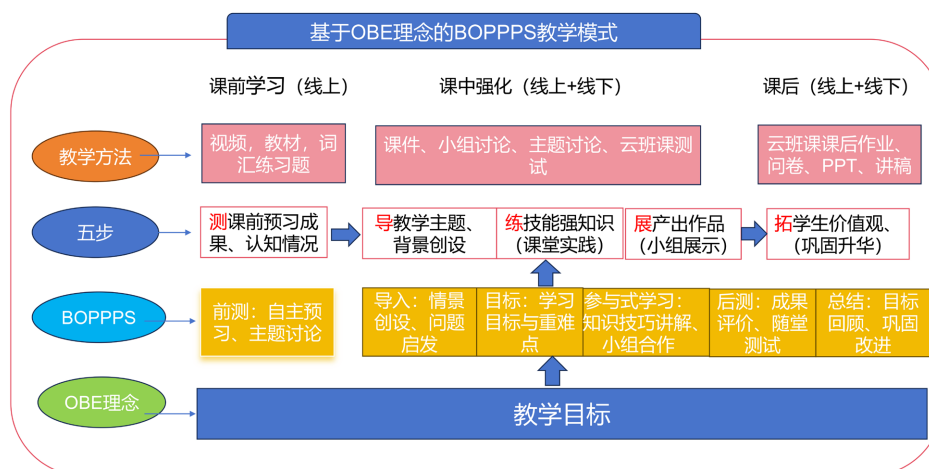 基于OBE理念的BOPPPS教学模式
课前学习（线上）
课中强化（线上+线下）
课后（线上+线下）
教学方法
视频，教材，词
汇练习题
课件、小组讨论、主题讨论、云班课测
试
云班课课后作业、
问卷、PPT、讲稿
五步
测课前预习成
果、认知情况
导教学主题、
背景创设
练技能强知识
（课堂实践）
展产出作品
（小组展示）
拓学生价值观、
（巩固升华）
BOPPPS
前测：自主预
习、主题讨论
导入：情景
创设、问题
启发
目标：学习
目标与重难
点
参与式学习：
知识技巧讲解、
小组合作
后测：成果
评价、随堂
测试
总结：目标
回顾、巩固
改进
OBE理念
教学目标